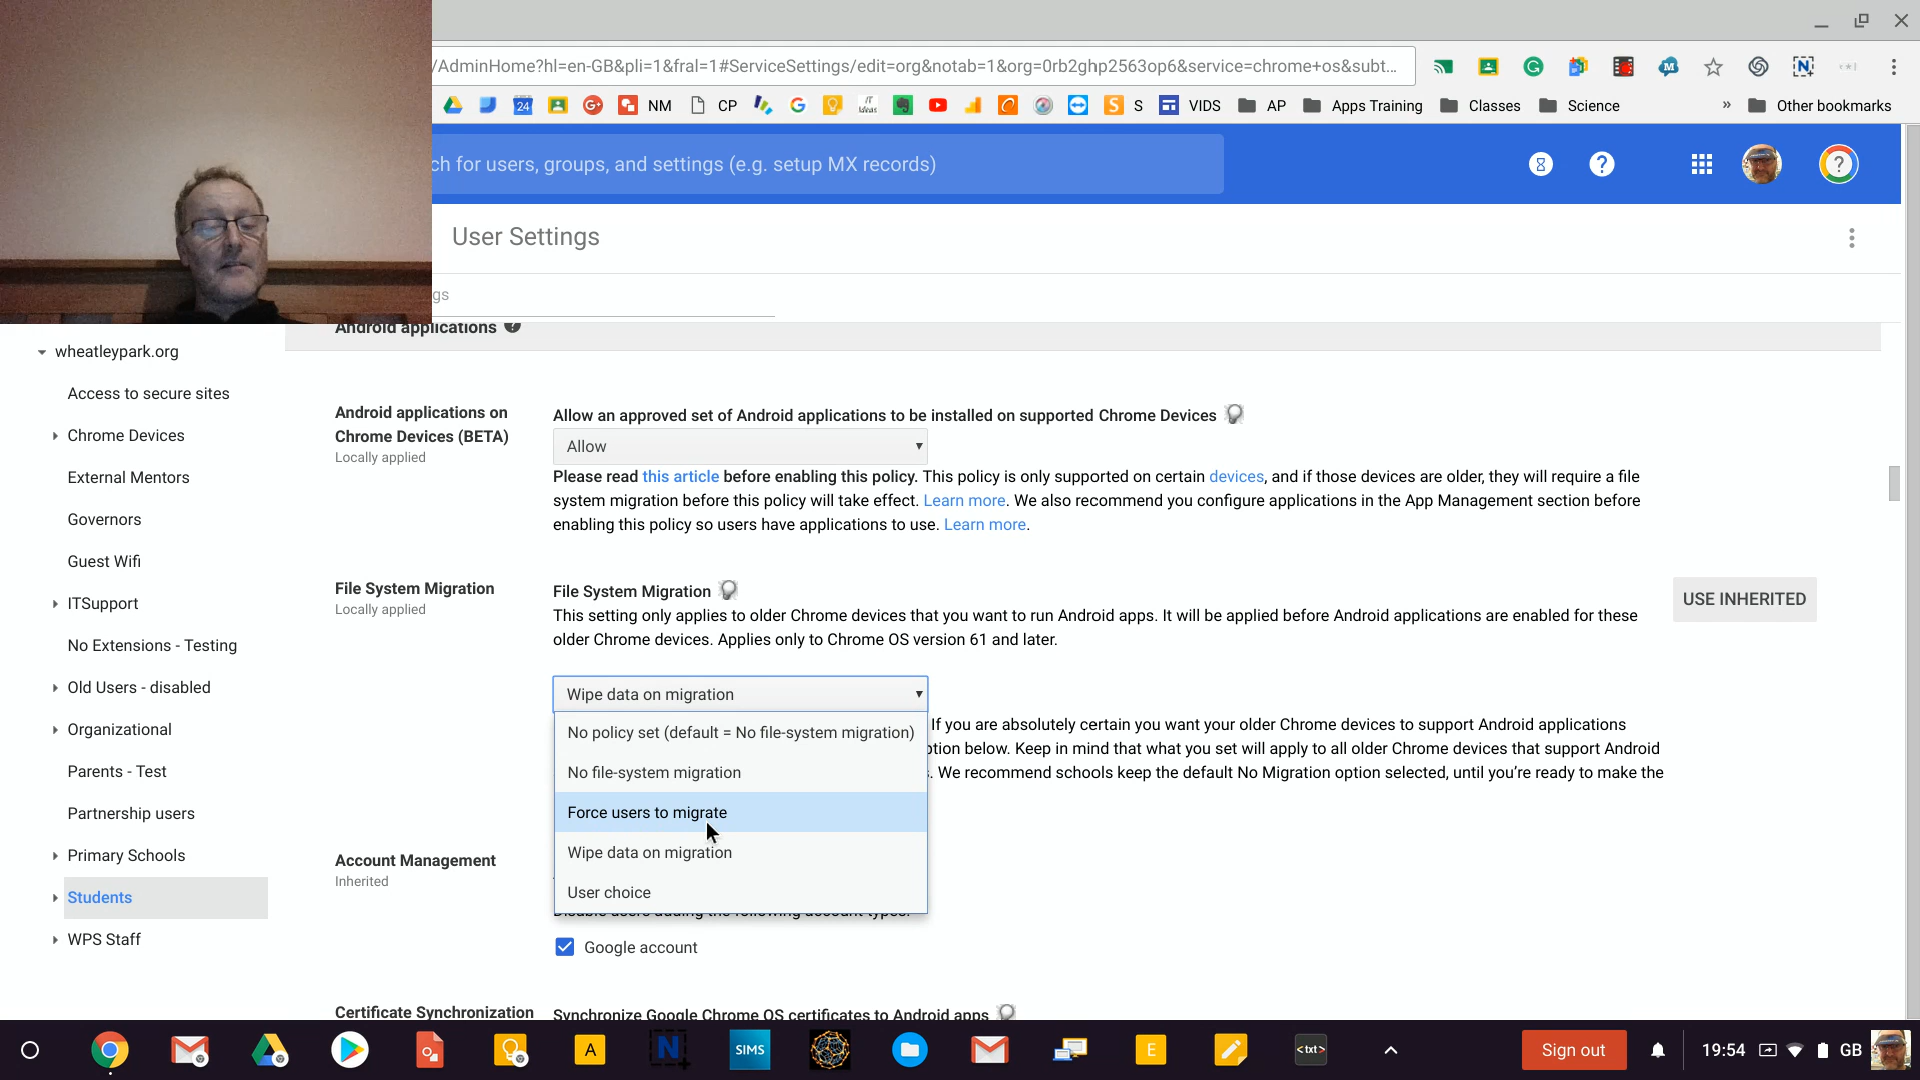 /AdminHome?hl=en-GB&pli=1&fral=1#ServiceSettings/edit=org&notab=1&org=0rb2ghp2563op6&service=chrome+os&subt...
24
NM
CP
IT Ideas
S
VIDS
AP
Apps Training
Classes
Science
»
Other bookmarks
ch for users, groups, and settings (e.g. setup MX records)
User Settings
gs
Android applications
wheatleypark.org
Access to secure sites
Chrome Devices
External Mentors
Governors
Guest Wifi
ITSupport
No Extensions - Testing
Old Users - disabled
Organizational
Parents - Test
Partnership users
Primary Schools
Students
WPS Staff
Android applications on
Chrome Devices (BETA)
Locally applied
Allow an approved set of Android applications to be installed on supported Chrome Devices
Allow
Please read this article before enabling this policy. This policy is only supported on certain devices, and if those devices are older, they will require a file
system migration before this policy will take effect. Learn more. We also recommend you configure applications in the App Management section before
enabling this policy so users have applications to use. Learn more.
File System Migration
Locally applied
File System Migration
This setting only applies to older Chrome devices that you want to run Android apps. It will be applied before Android applications are enabled for these
older Chrome devices. Applies only to Chrome OS version 61 and later.
USE INHERITED
Wipe data on migration
No policy set (default = No file-system migration)
No file-system migration
Force users to migrate
Wipe data on migration
User choice
If you are absolutely certain you want your older Chrome devices to support Android applications
ption below. Keep in mind that what you set will apply to all older Chrome devices that support Android
. We recommend schools keep the default No Migration option selected, until you're ready to make the
Account Management
Inherited
Disable users adding the following account types:
Google account
Certificate Synchronization
Synchronize Google Chrome OS certificates to Android apps
A
N
SIMS
E
<txt>
Sign out
19:54
GB